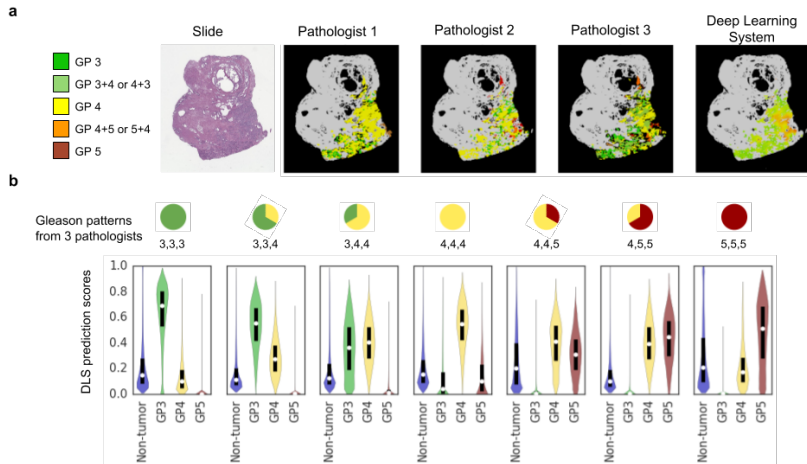 a
Slide
Pathologist 1
Pathologist 2
Pathologist 3
Deep Learning
System
GP 3
GP 3+4 or 4+3
GP 4
GP 4+5 or 5+4
GP 5
b
Gleason patterns
from 3 pathologists
3,3,3
3,3,4
3,4,4
4,4,4
4,4,5
4,5,5
5,5,5
DLS prediction scores
1.0
0.8
0.6
0.4
0.2
0.0
Non-tumor
GP3
GP4
GP5
Non-tumor
GP3
GP4
GP5
Non-tumor
GP3
GP4
GP5
Non-tumor
GP3
GP4
GP5
Non-tumor
GP3
GP4
GP5
Non-tumor
GP3
GP4
GP5
Non-tumor
GP3
GP4
GP5